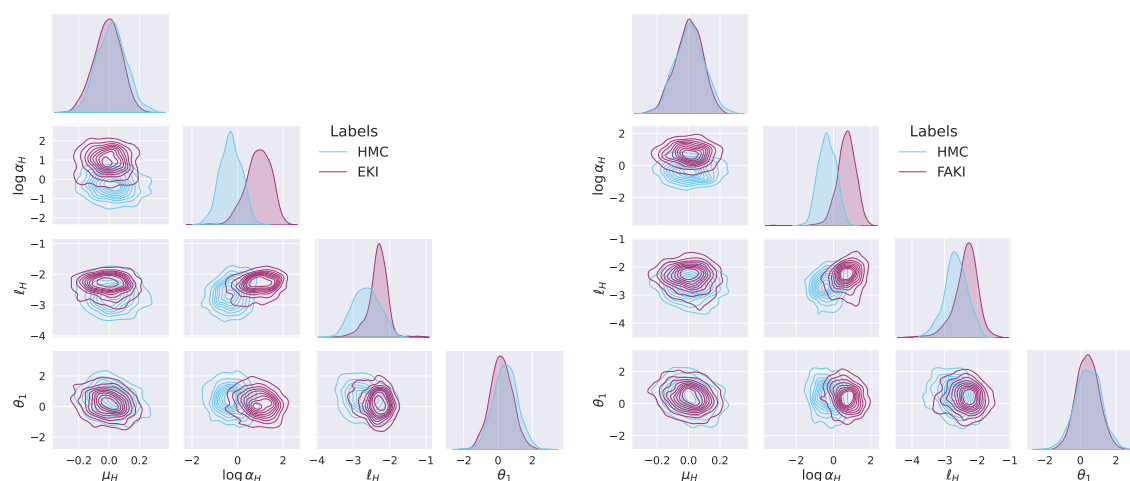 Labels
HMC
EKI
log α_H
2
1
0
−1
−2
ℓ_H
−1
−2
−3
−4
θ_1
2
0
−2
−0.2 0.2
μ_H
0 2
log α_H
−4 −3 −2 −1
ℓ_H
−2 0 2
θ_1
Labels
HMC
FAKI
log α_H
2
0
−2
ℓ_H
−1
−2
−3
−4
θ_1
2
0
−2
−0.2 0.0 0.2
μ_H
−2 0 2
log α_H
−4 −3 −2 −1
ℓ_H
−2 0 2
θ_1